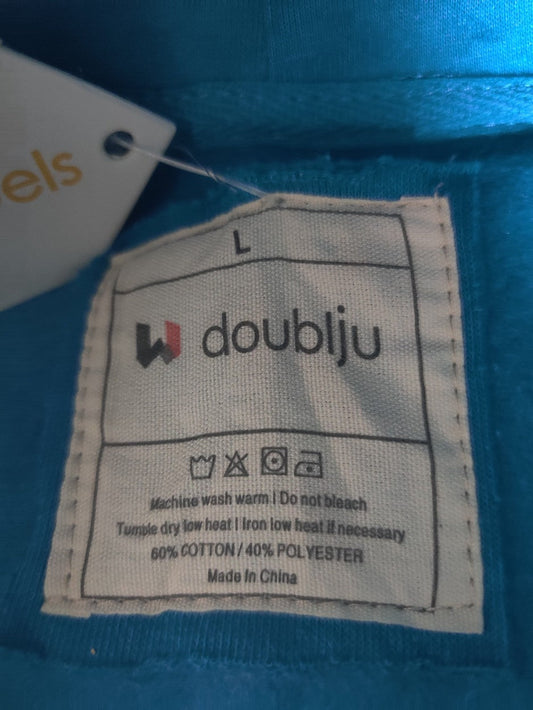 els
L
doublju
Machine wash warm | Do not bleach
Tumble dry low heat | Iron low heat if necessary
60% COTTON / 40% POLYESTER
Made In China